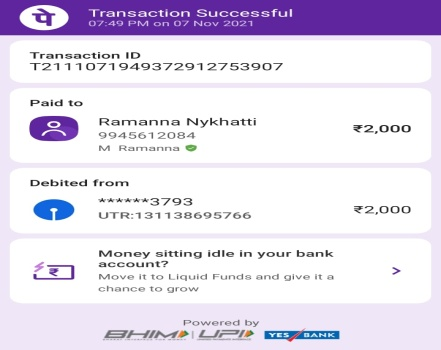 पे
Transaction Successful
07:49 PM on 07 Nov 2021
Transaction ID
T2111071949372912753907
Paid to
Ramanna Nykhatti
₹2,000
9945612084
M Ramanna
Debited from
******3793
₹2,000
UTR:131138695766
Money sitting idle in your bank
account?
Move it to Liquid Funds and give it a
chance to grow
Powered by
BHIM UPI YES BANK